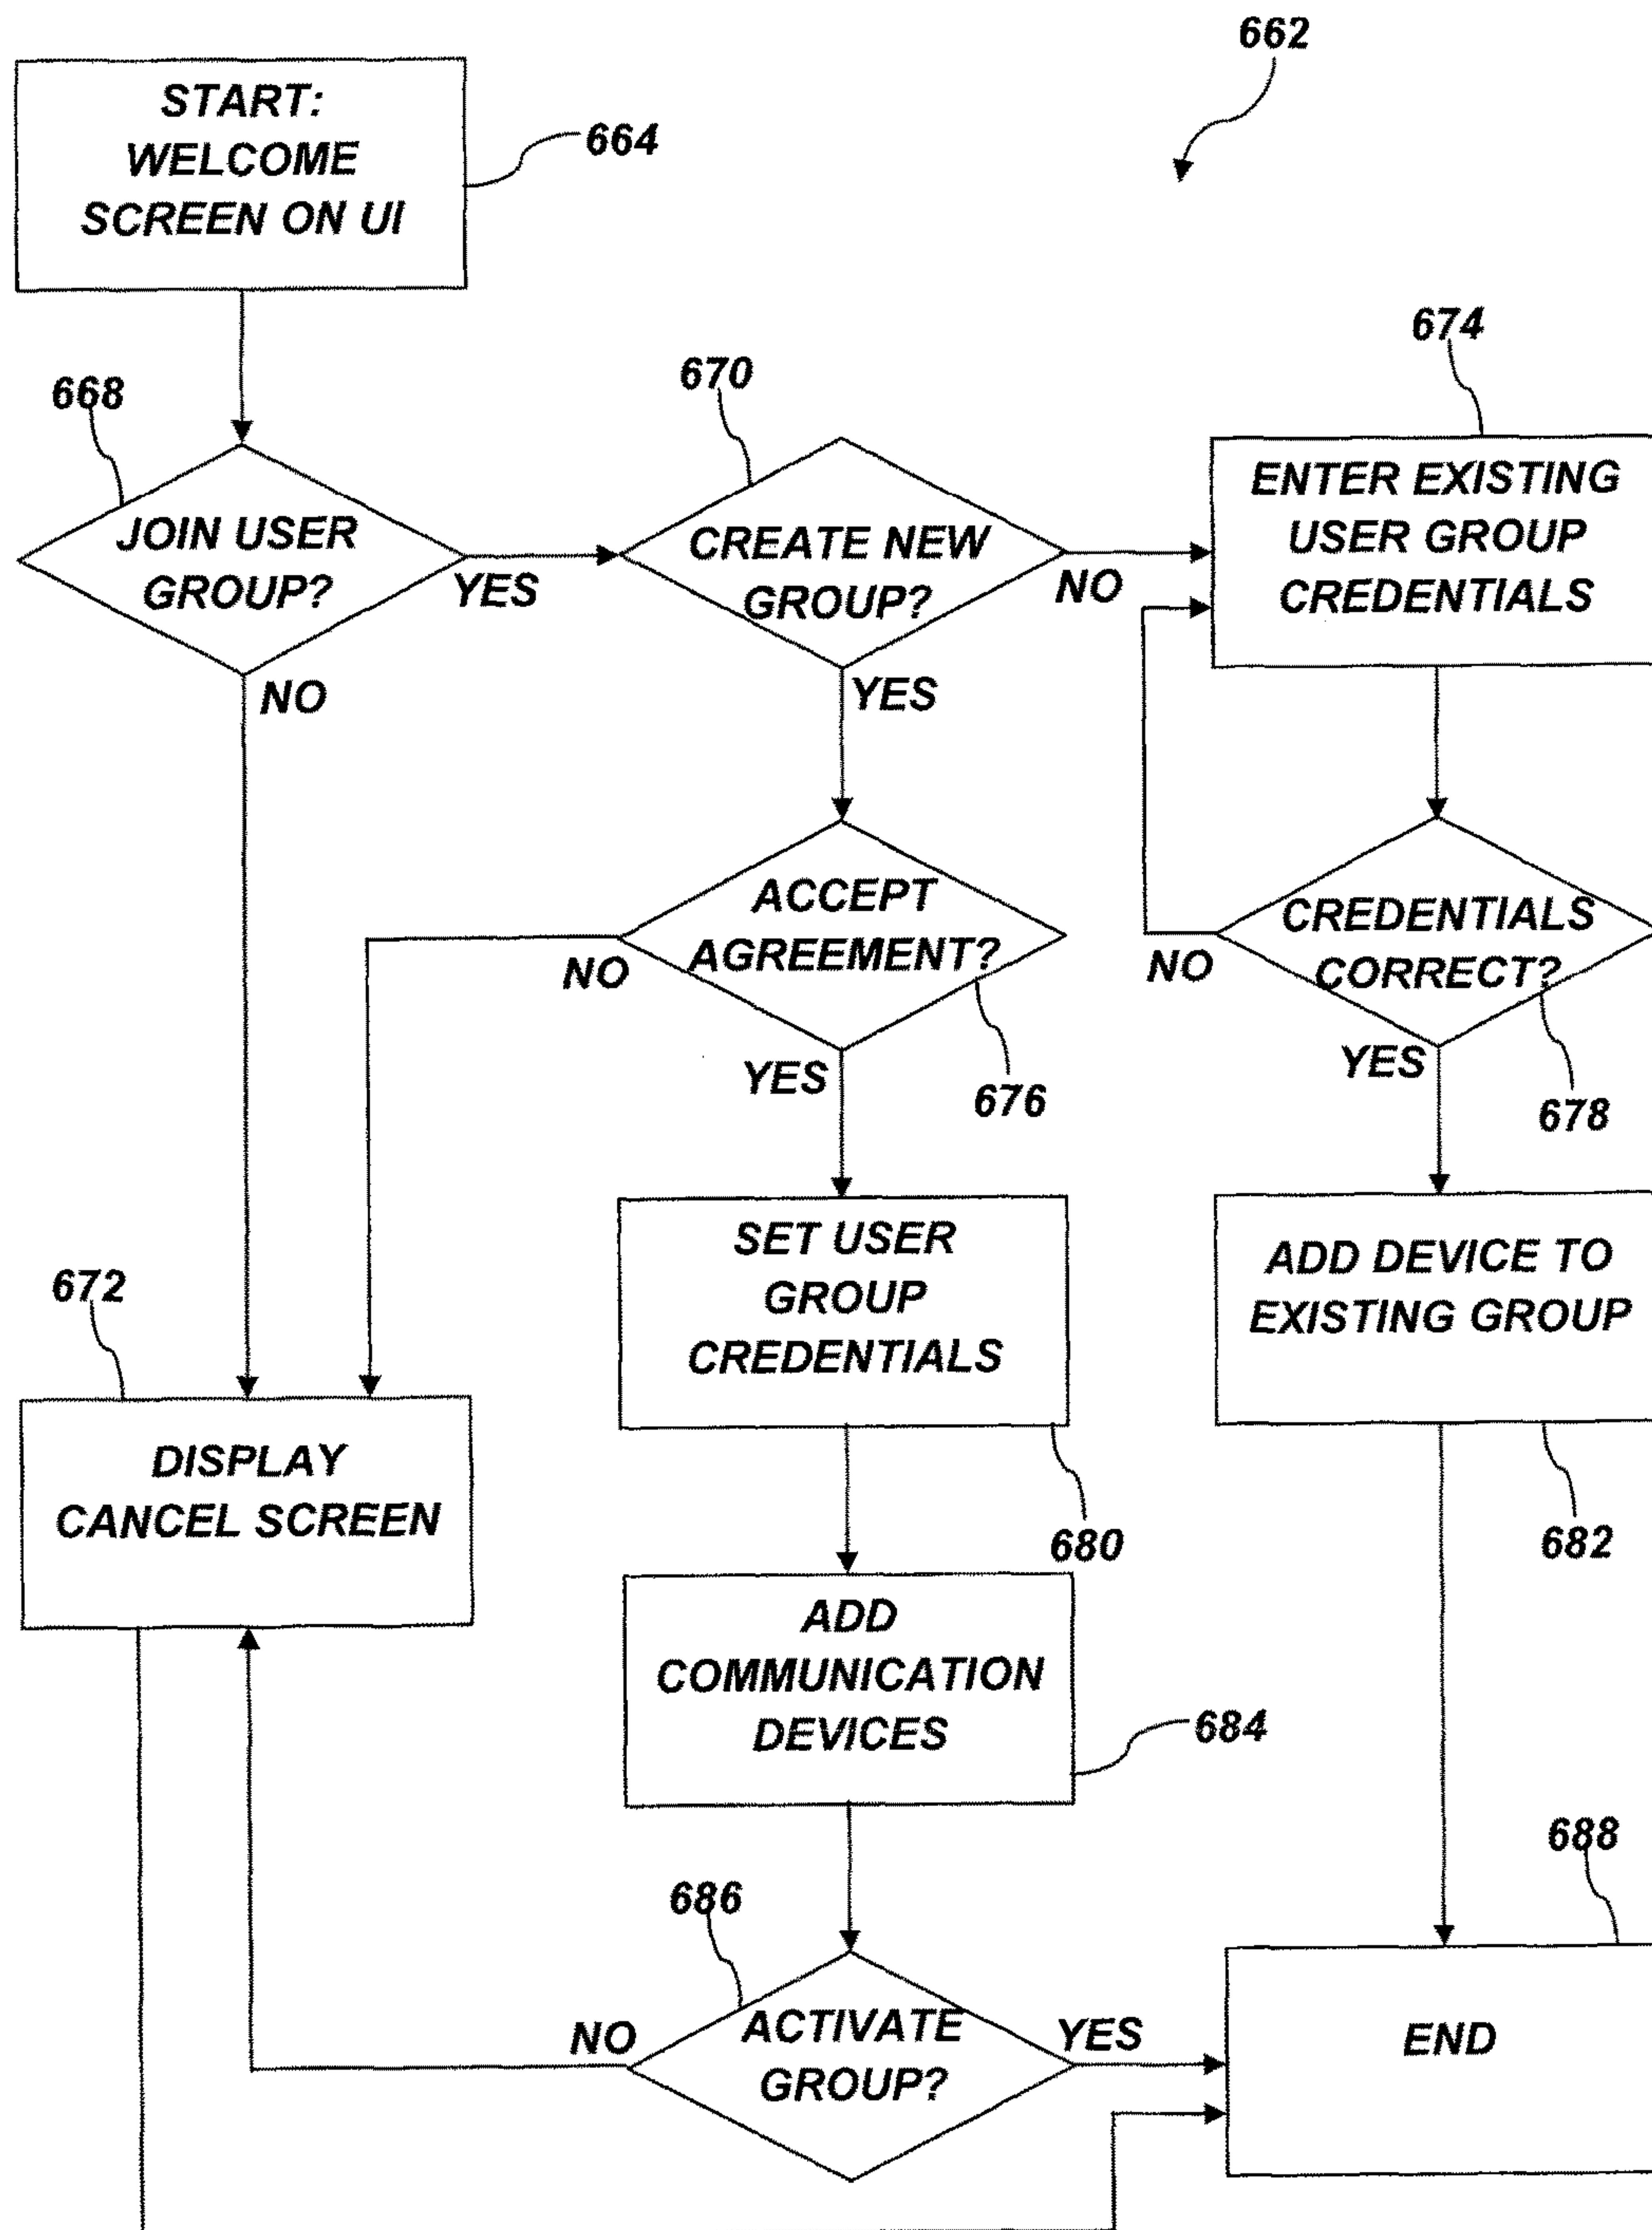 662
START:
WELCOME
SCREEN ON UI
664
668
JOIN USER
GROUP?
YES
NO
670
CREATE NEW
GROUP?
NO
YES
674
ENTER EXISTING
USER GROUP
CREDENTIALS
ACCEPT
AGREEMENT?
NO
YES
676
CREDENTIALS
CORRECT?
NO
YES
678
672
DISPLAY
CANCEL SCREEN
SET USER
GROUP
CREDENTIALS
680
ADD DEVICE TO
EXISTING GROUP
682
ADD
COMMUNICATION
DEVICES
684
686
ACTIVATE
GROUP?
NO
YES
688
END